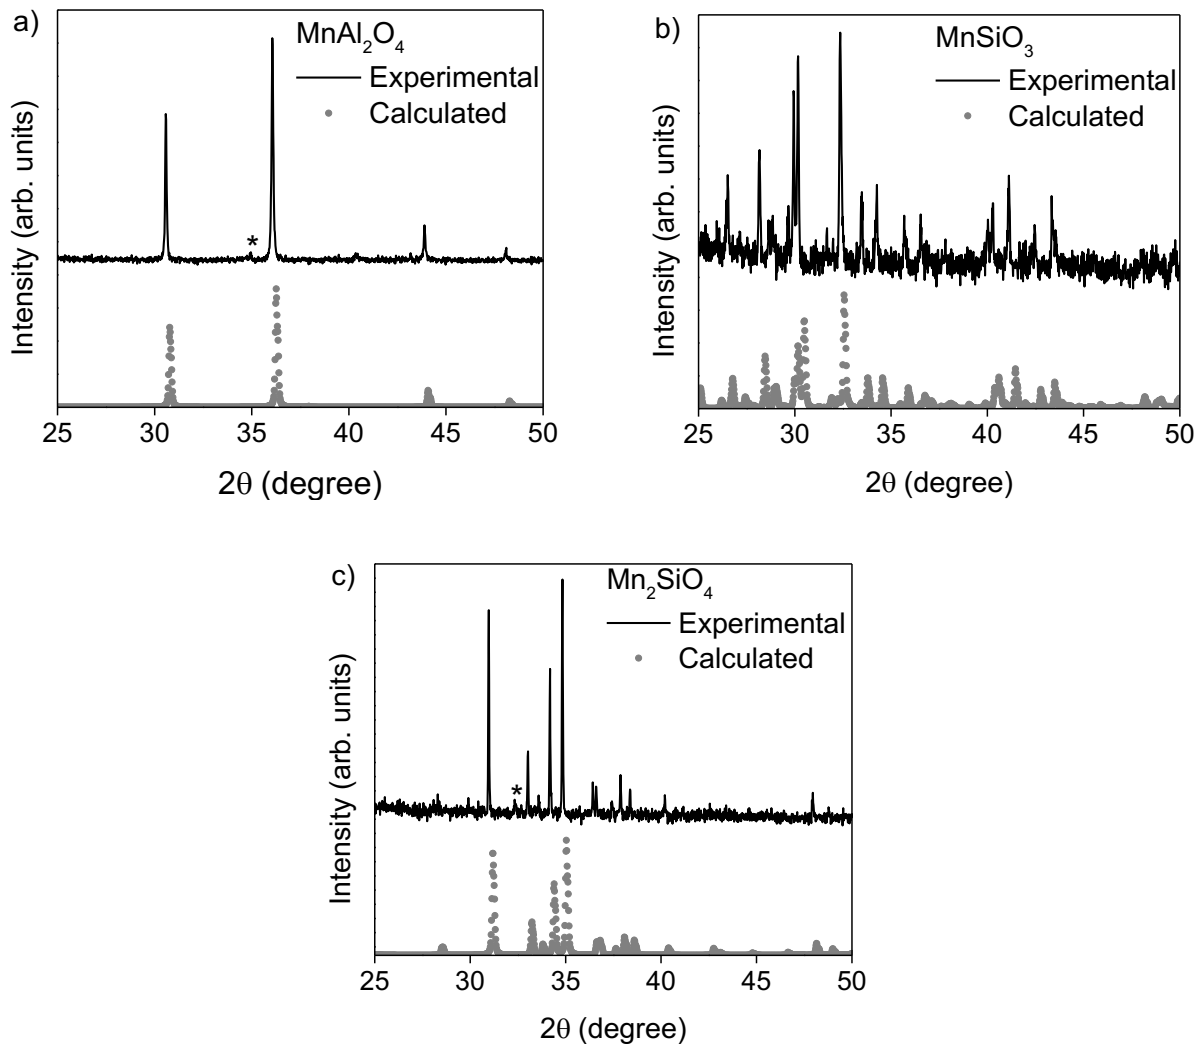 a)
MnAl₂O₄
Experimental
Calculated
*
Intensity (arb. units)
25 30 35 40 45 50
2θ (degree)
b)
MnSiO₃
Experimental
Calculated
Intensity (arb. units)
25 30 35 40 45 50
2θ (degree)
c)
Mn₂SiO₄
Experimental
Calculated
*
Intensity (arb. units)
25 30 35 40 45 50
2θ (degree)